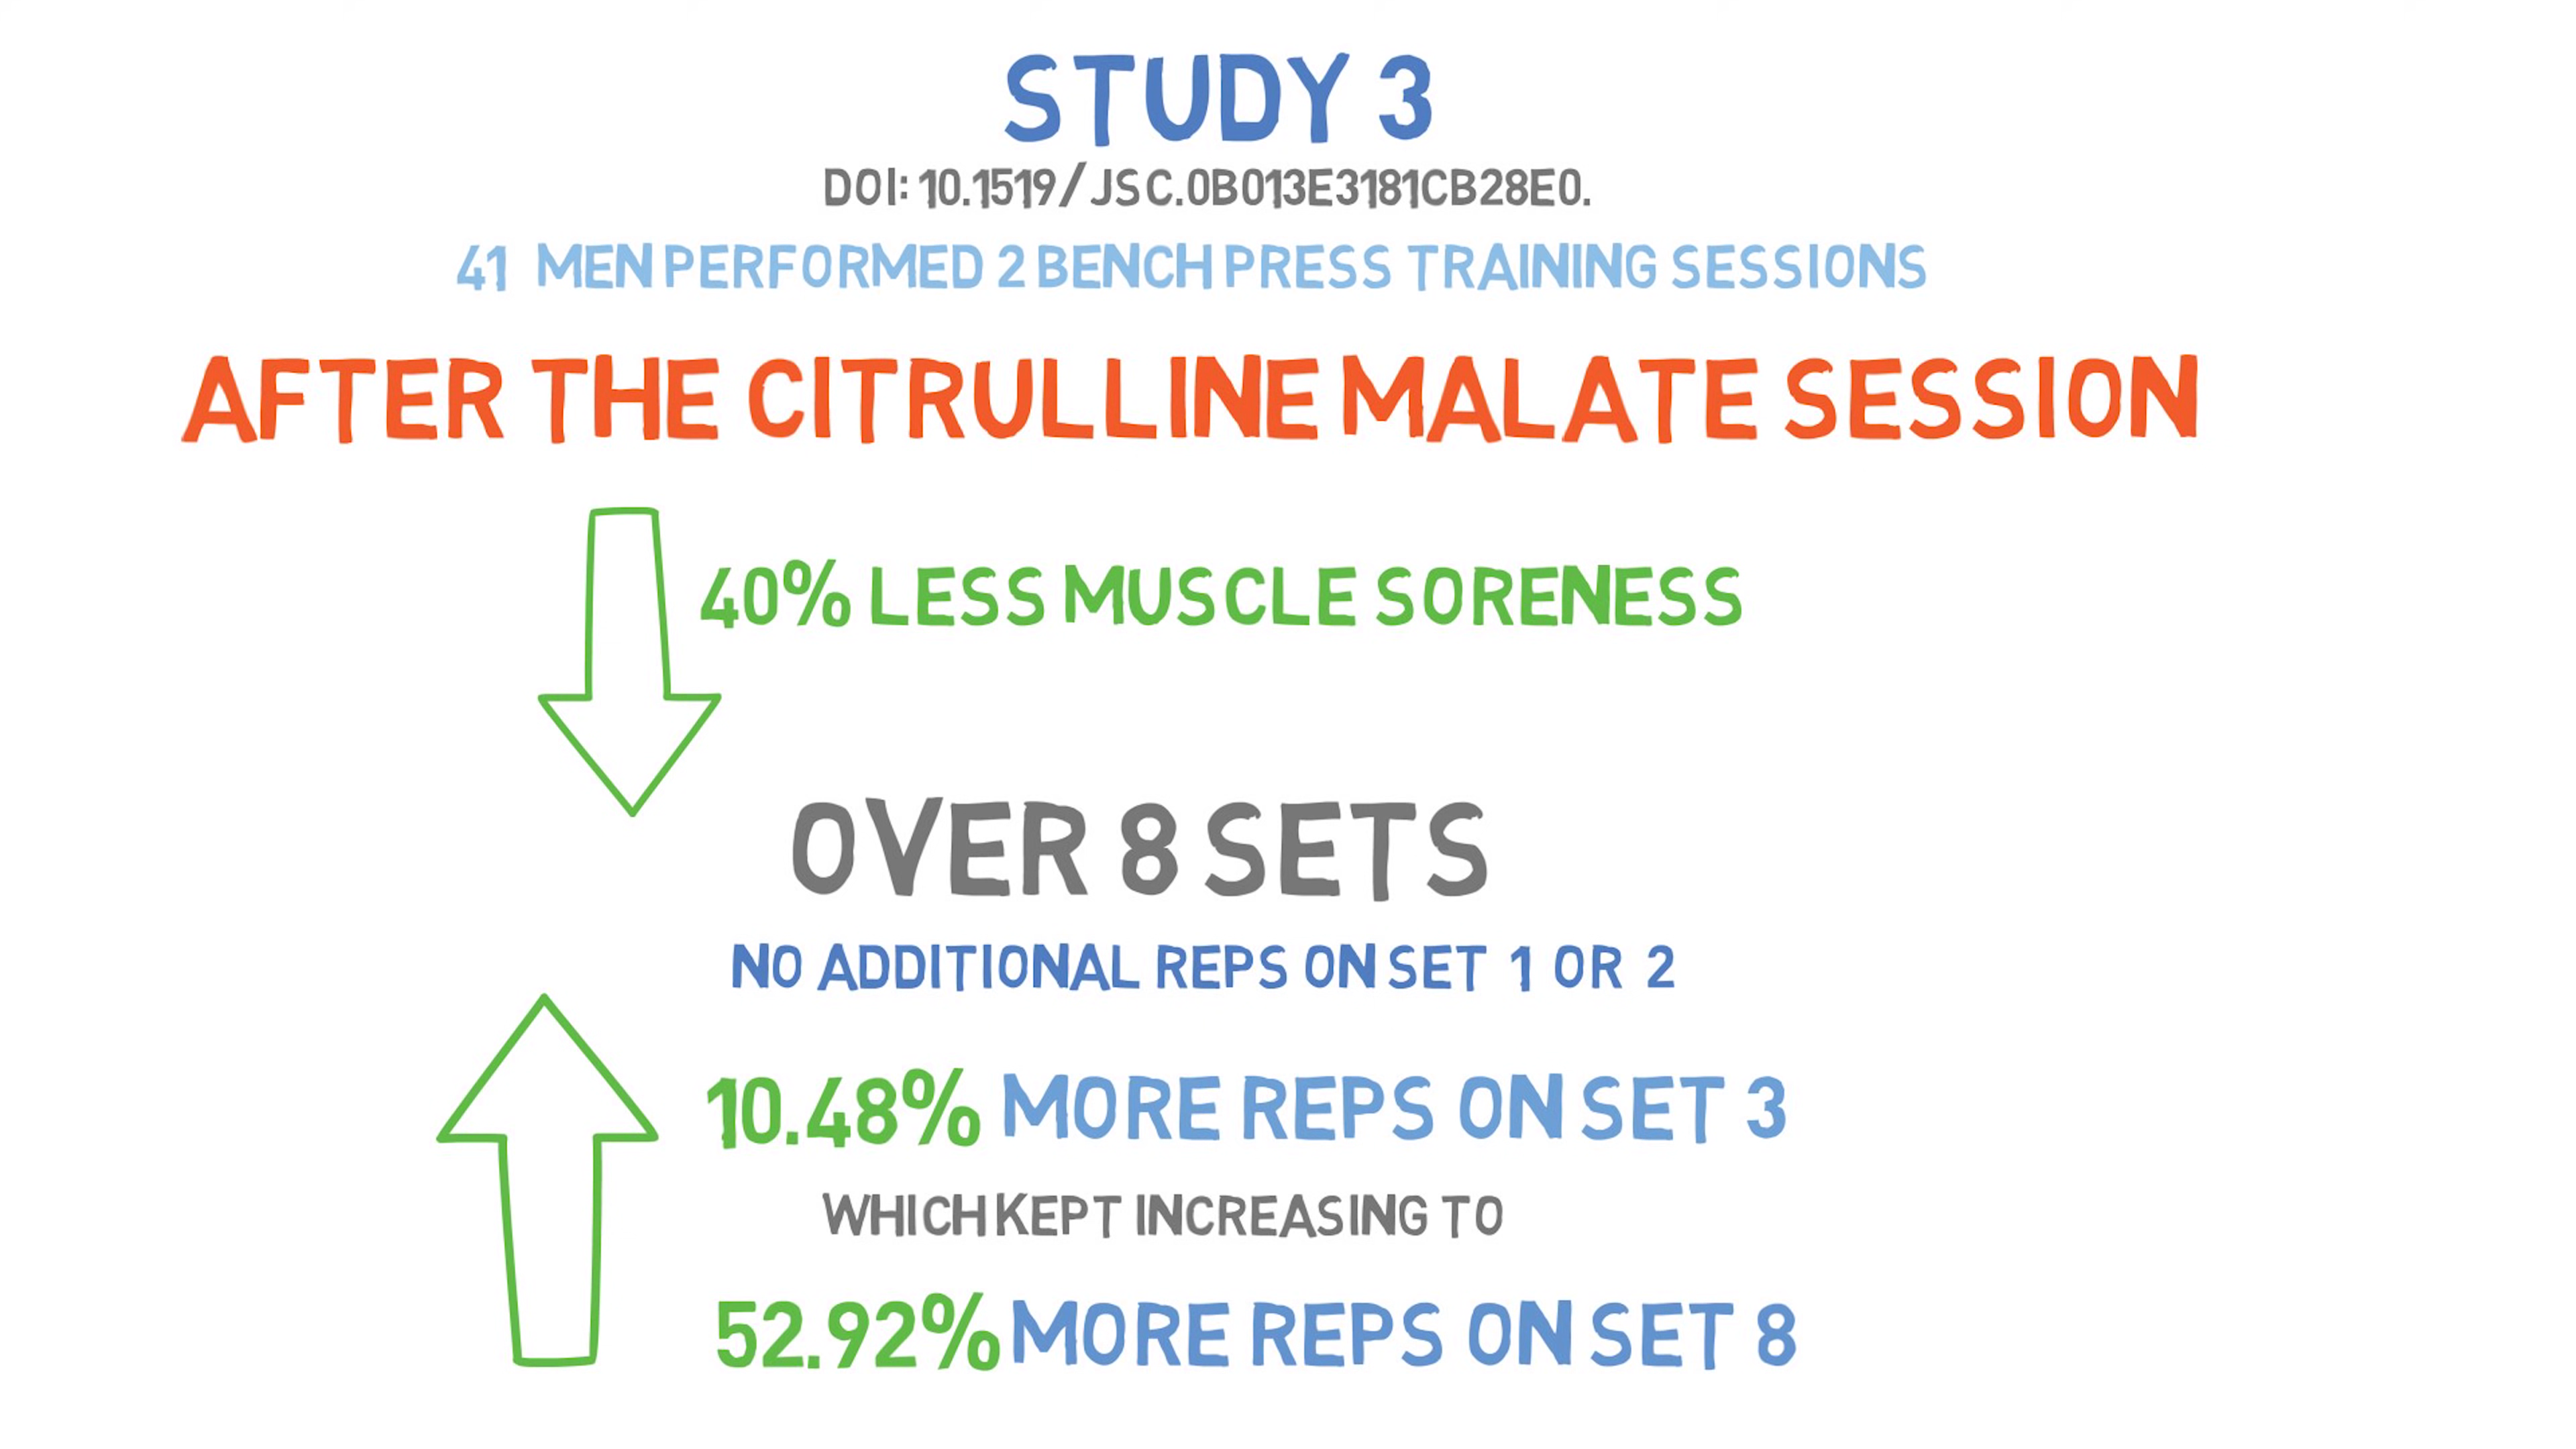 STUDY 3
DOI: 10.1519/JSC.0B013E3181CB28E0.
41 MEN PERFORMED 2 BENCH PRESS TRAINING SESSIONS
AFTER THE CITRULLINE MALATE SESSION
40% LESS MUSCLE SORENESS
OVER 8 SETS
NO ADDITIONAL REPS ON SET 1 OR 2
10.48% MORE REPS ON SET 3
WHICH KEPT INCREASING TO
52.92% MORE REPS ON SET 8